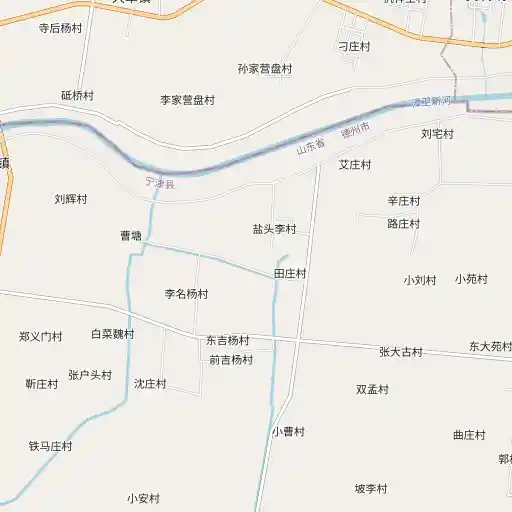 寺后杨村
刁庄村
孙家营盘村
砥桥村
李家营盘村
漳卫新河
德州市
刘宅村
山东省
镇
艾庄村
宁津县
刘辉村
辛庄村
路庄村
盐头李村
曹塘
田庄村
小刘村
小苑村
李名杨村
郑义门村
白菜魏村
东吉杨村
东大苑村
张大古村
前吉杨村
张户头村
靳庄村
沈庄村
双孟村
小曹村
曲庄村
铁马庄村
坡李村
小安村